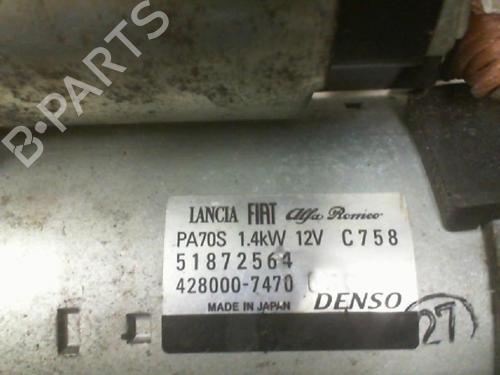 B-PARTS
LANCIA FIAT Alfa Romeo
PA70S 1.4kW 12V C758
51872564
428000-7470
MADE IN JAPAN DENSO
27